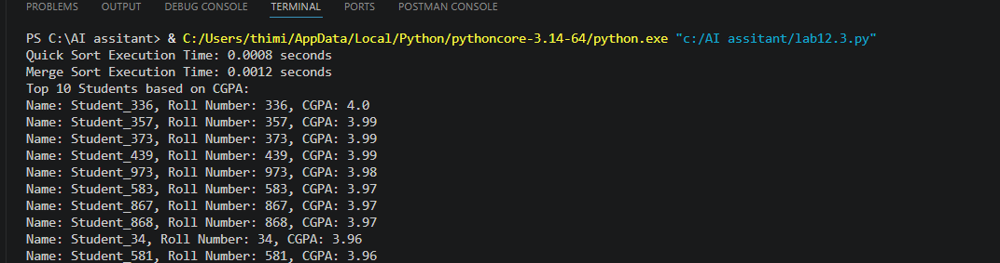 PROBLEMS OUTPUT DEBUG CONSOLE TERMINAL PORTS POSTMAN CONSOLE
PS C:\AI assitant> & C:/Users/thimi/AppData/Local/Python/pythoncore-3.14-64/python.exe "c:/AI assitant/lab12.3.py"
Quick Sort Execution Time: 0.0008 seconds
Merge Sort Execution Time: 0.0012 seconds
Top 10 Students based on CGPA:
Name: Student_336, Roll Number: 336, CGPA: 4.0
Name: Student_357, Roll Number: 357, CGPA: 3.99
Name: Student_373, Roll Number: 373, CGPA: 3.99
Name: Student_439, Roll Number: 439, CGPA: 3.99
Name: Student_973, Roll Number: 973, CGPA: 3.98
Name: Student_583, Roll Number: 583, CGPA: 3.97
Name: Student_867, Roll Number: 867, CGPA: 3.97
Name: Student_868, Roll Number: 868, CGPA: 3.97
Name: Student_34, Roll Number: 34, CGPA: 3.96
Name: Student_581, Roll Number: 581, CGPA: 3.96